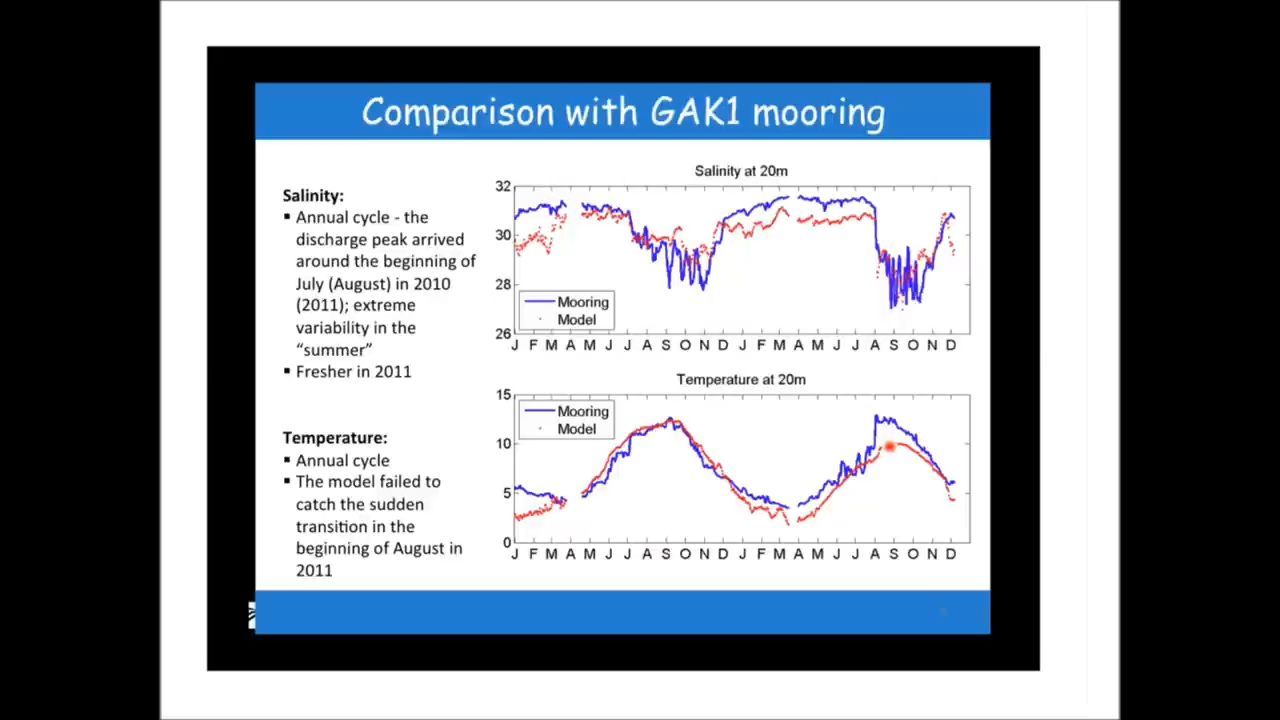 Comparison with GAK1 mooring
Salinity:
▪ Annual cycle - the
discharge peak arrived
around the beginning of
July (August) in 2010
(2011); extreme
variability in the
“summer”
▪ Fresher in 2011
Temperature:
▪ Annual cycle
▪ The model failed to
catch the sudden
transition in the
beginning of August in
2011
Salinity at 20m
32
30
28
26
Mooring
Model
J F M A M J J A S O N D J F M A M J J A S O N D
Temperature at 20m
15
10
5
0
Mooring
Model
J F M A M J J A S O N D J F M A M J J A S O N D